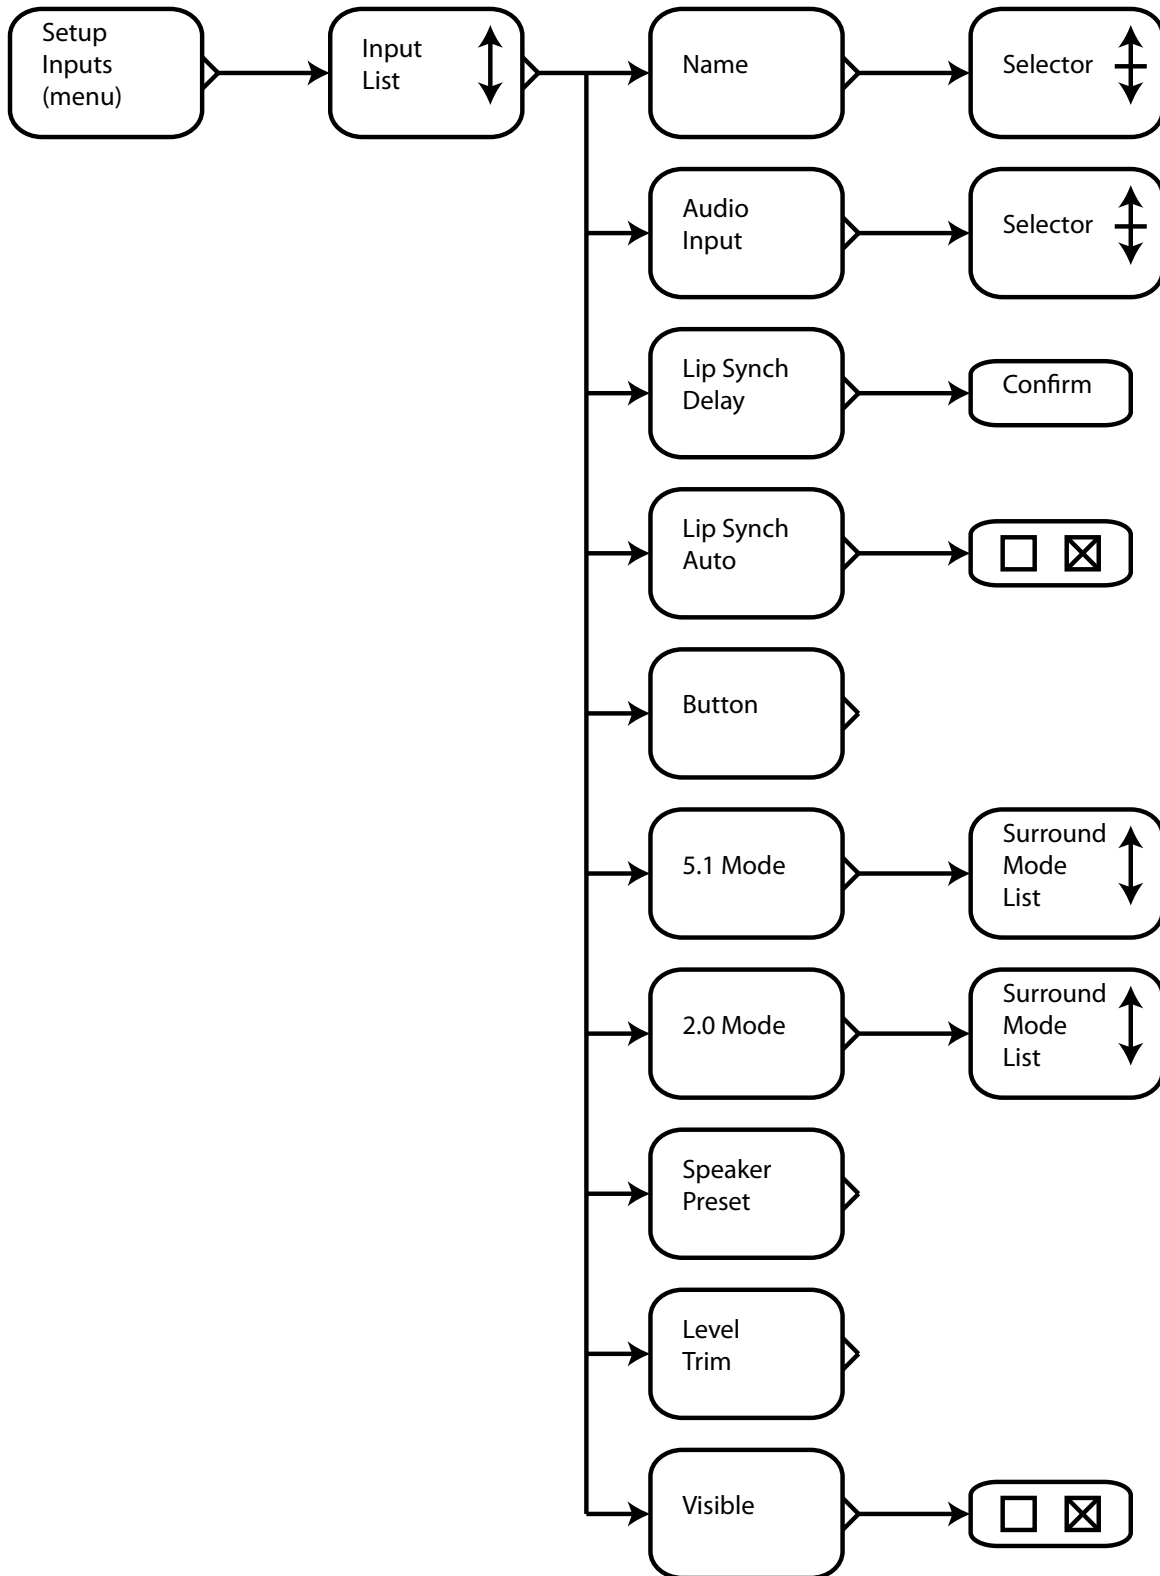 Setup
Inputs
(menu)
Input
List
Name
Selector
Audio
Input
Selector
Lip Synch
Delay
Confirm
Lip Synch
Auto
Button
5.1 Mode
Surround
Mode
List
2.0 Mode
Surround
Mode
List
Speaker
Preset
Level
Trim
Visible